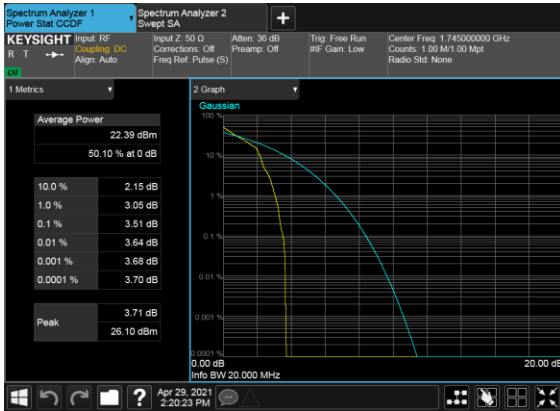 Spectrum Analyzer 1
Power Stat CCDF
Spectrum Analyzer 2
Swept SA
KEYSIGHT
R T
LXI
Input: RF
Coupling: DC
Align: Auto
Input Z: 50 Ω
Corrections: Off
Freq Ref: Pulse (S)
Atten: 36 dB
Preamp: Off
Trig: Free Run
#IF Gain: Low
Center Freq: 1.745000000 GHz
Counts: 1.00 M/1.00 Mpt
Radio Std: None
1 Metrics
Average Power
22.39 dBm
50.10 % at 0 dB
10.0 % 2.15 dB
1.0 % 3.05 dB
0.1 % 3.51 dB
0.01 % 3.64 dB
0.001 % 3.68 dB
0.0001 % 3.70 dB
Peak
3.71 dB
26.10 dBm
2 Graph
Gaussian
100 %
10 %
1 %
0.1 %
0.01 %
0.001 %
0.0001 %
0.00 dB
20.00 dB
Info BW 20.000 MHz
Apr 29, 2021
2:20:23 PM